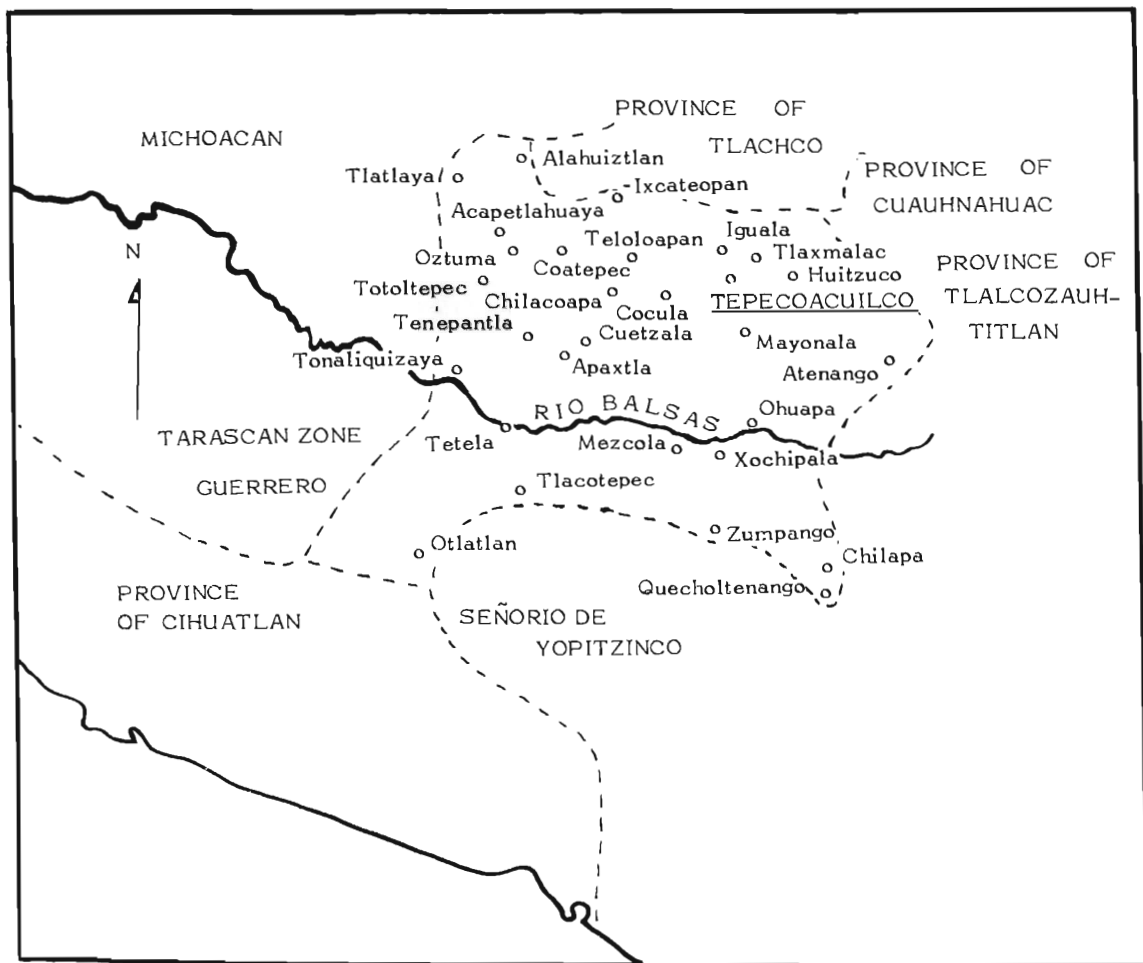 PROVINCE OF
TLACHCO
MICHOACAN
Alahuiztlan
Tlatlaya
PROVINCE OF
CUAUHNAHUAC
Ixcateopan
Acapetlahuaya
Iguala
Teloloapan
Tlaxmalac
Oztuma
Coatepec
Huitzuco
PROVINCE OF
TLALCOZAUH-
TITLAN
N
Totoltepec
Chilacoapa
TEPECOACUILCO
Cocula
Tenepantla
Cuetzala
Mayonala
Tonaliquizaya
Apaxtla
Atenango
RIO BALSAS
Ohuapa
TARASCAN ZONE
GUERRERO
Tetela
Mezcola
Xochipala
Tlacotepec
Otlatlan
Zumpango
Chilapa
Quecholtenango
PROVINCE
OF CIHUATLAN
SEÑORIO DE
YOPITZINCO